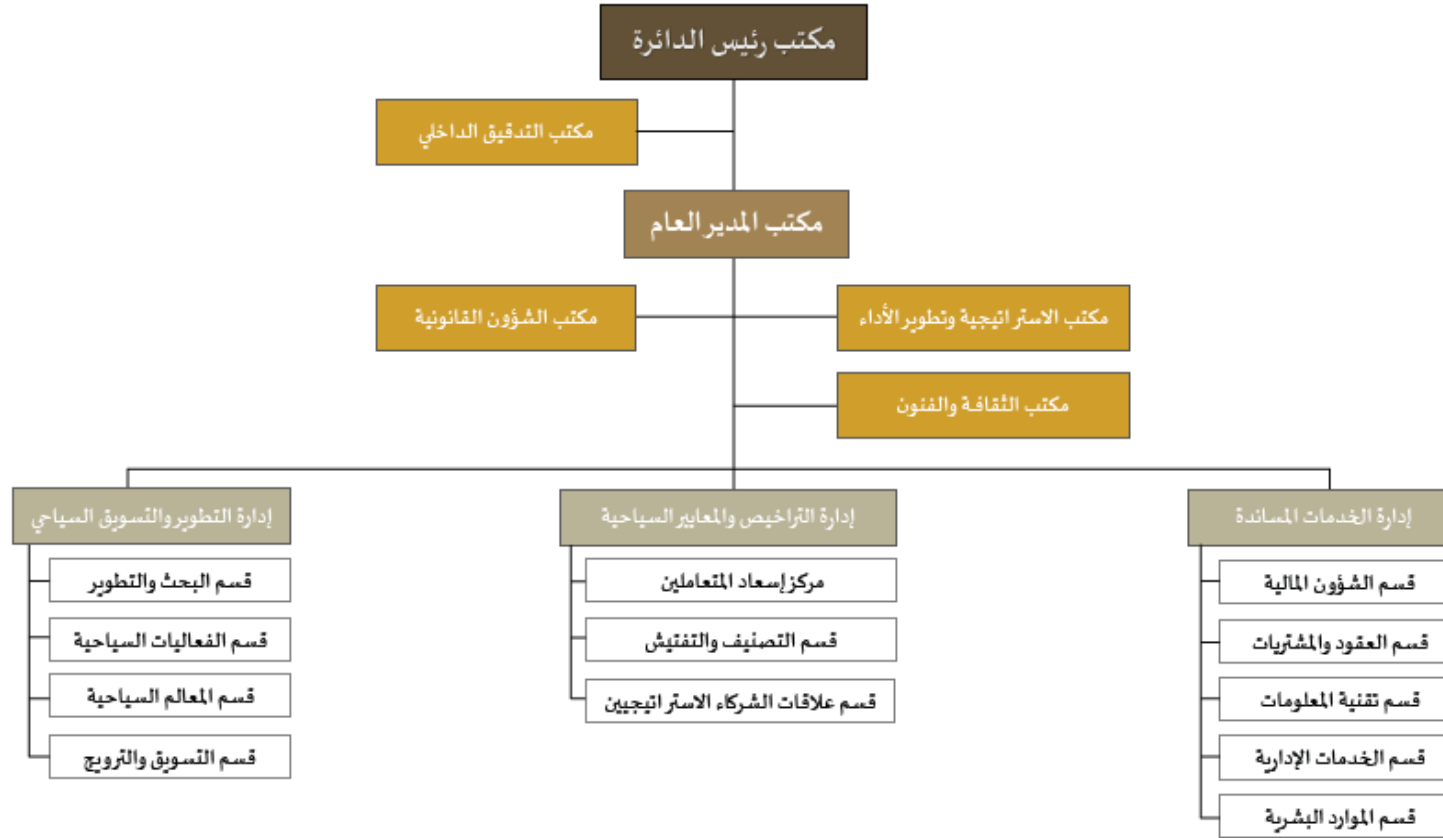 مكتب رئيس الدائرة
مكتب التدقيق الداخلي
مكتب المدير العام
مكتب الاستراتيجية وتطوير الأداء
مكتب الشؤون القانونية
مكتب الثقافة والفنون
إدارة الخدمات المساندة
قسم الشؤون المالية
قسم العقود والمشتريات
قسم تقنية المعلومات
قسم الخدمات الإدارية
قسم الموارد البشرية
إدارة التراخيص والمعايير السياحية
مركز إسعاد المتعاملين
قسم التصنيف والتفتيش
قسم علاقات الشركاء الاستراتيجيين
إدارة التطوير والتسويق السياحي
قسم البحث والتطوير
قسم الفعاليات السياحية
قسم المعالم السياحية
قسم التسويق والترويج